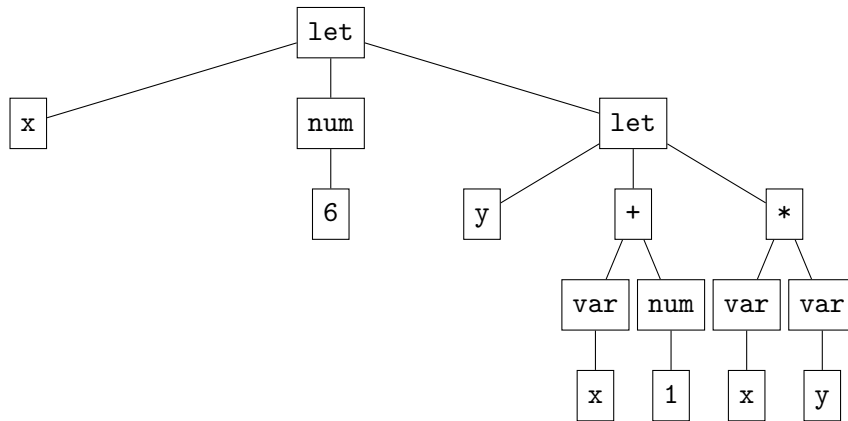 let
x num let
6 y + *
var num var var
x 1 x y